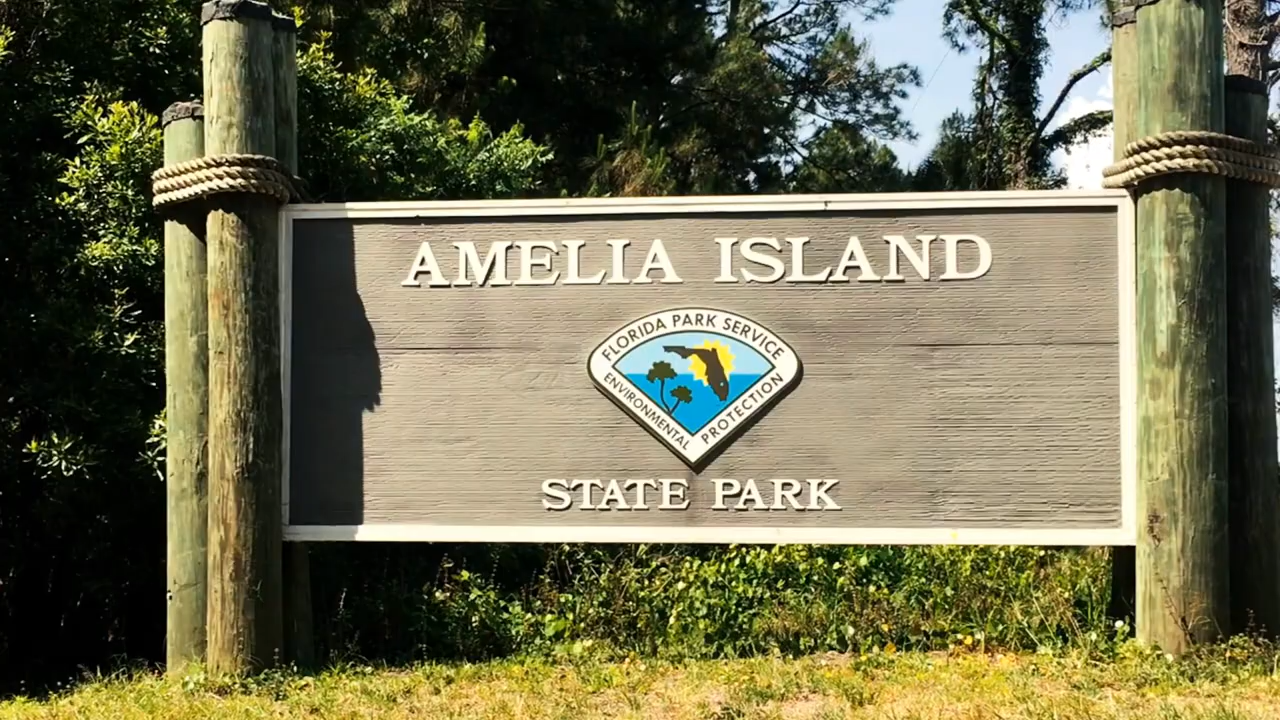 AMELIA ISLAND
FLORIDA PARK SERVICE
ENVIRONMENTAL PROTECTION
STATE PARK